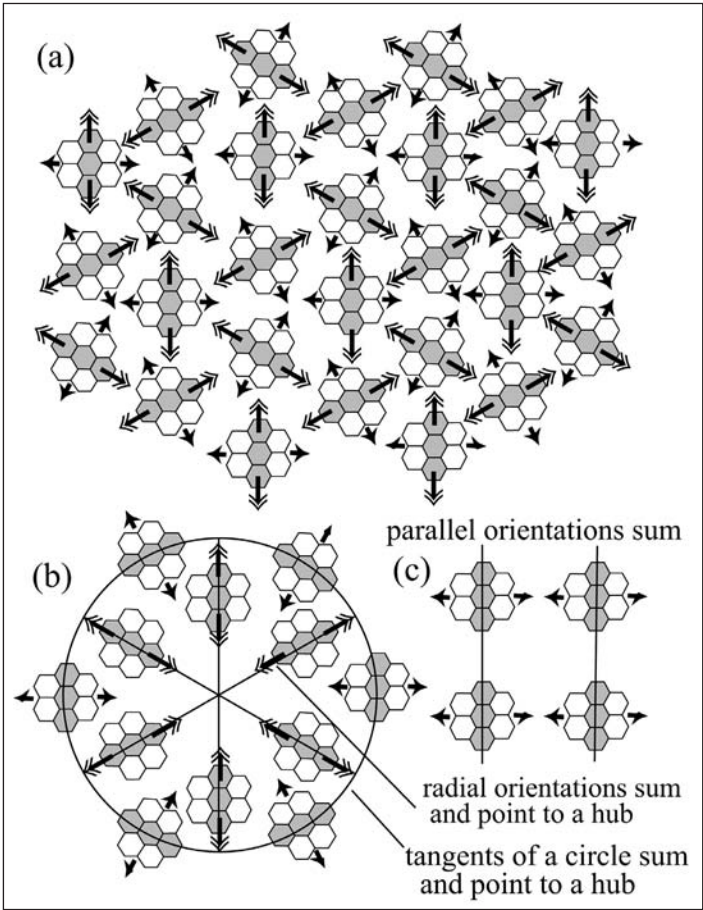 (a)
parallel orientations sum
(b)
(c)
radial orientations sum
and point to a hub
tangents of a circle sum
and point to a hub